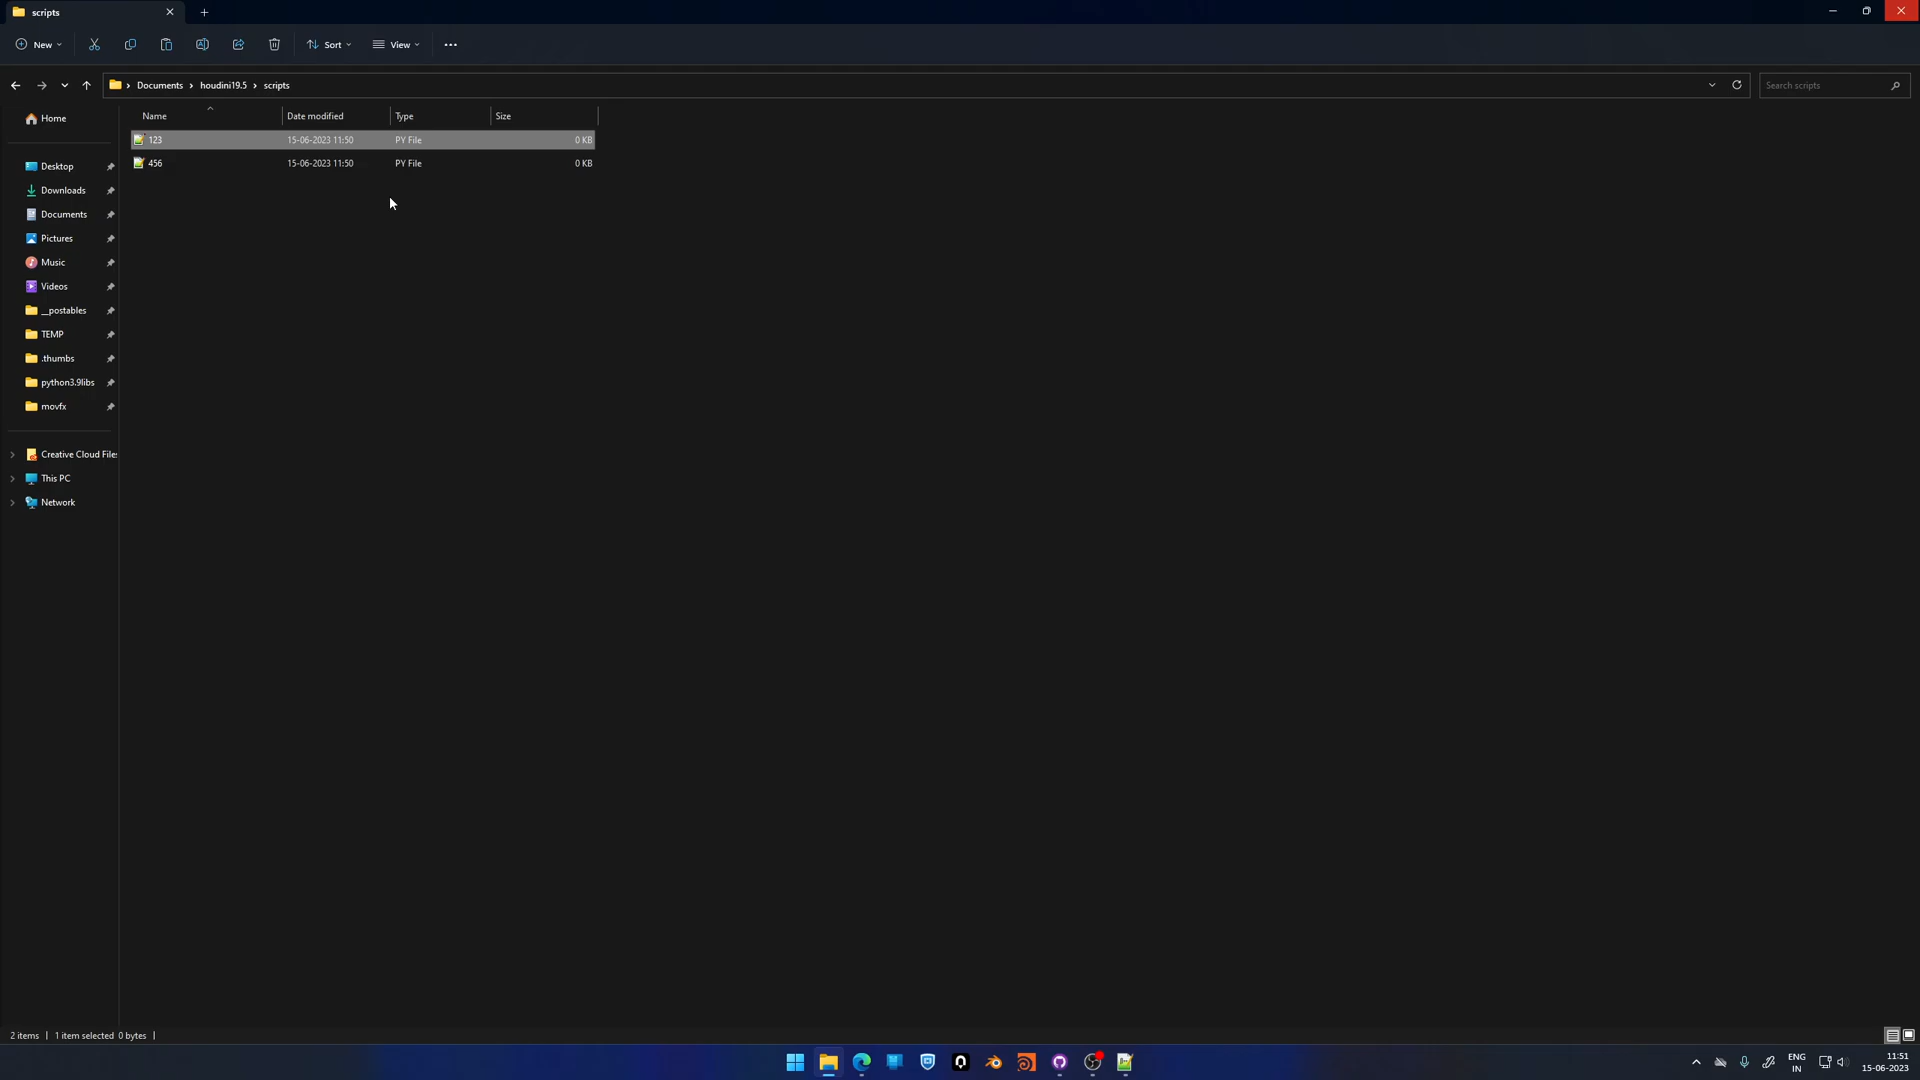 scripts
New
Sort
View
Documents
houdini19.5
scripts
Search scripts
Home
Name
Date modified
Type
Size
123
15-06-2023 11:50
PY File
0 KB
456
15-06-2023 11:50
PY File
0 KB
Desktop
Downloads
Documents
Pictures
Music
Videos
__postables
TEMP
.thumbs
python3.9libs
movfx
Creative Cloud Files
This PC
Network
2 items
1 item selected 0 bytes
ENG
IN
11:51
15-06-2023